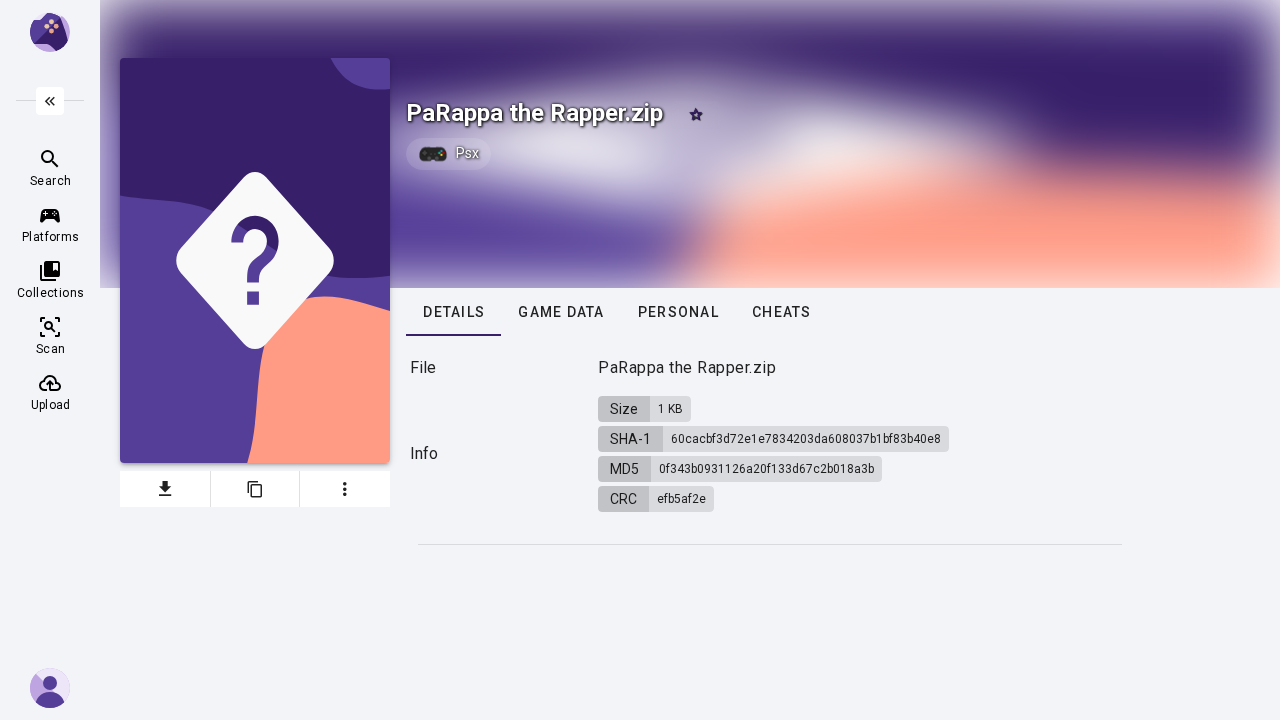 PaRappa the Rapper.zip
Psx
Search
Platforms
Collections
Scan
Upload
DETAILS
GAME DATA
PERSONAL
CHEATS
File
PaRappa the Rapper.zip
Info
Size 1 KB
SHA-1 60cacbf3d72e1e7834203da608037b1bf83b40e8
MD5 0f343b0931126a20f133d67c2b018a3b
CRC efb5af2e
?